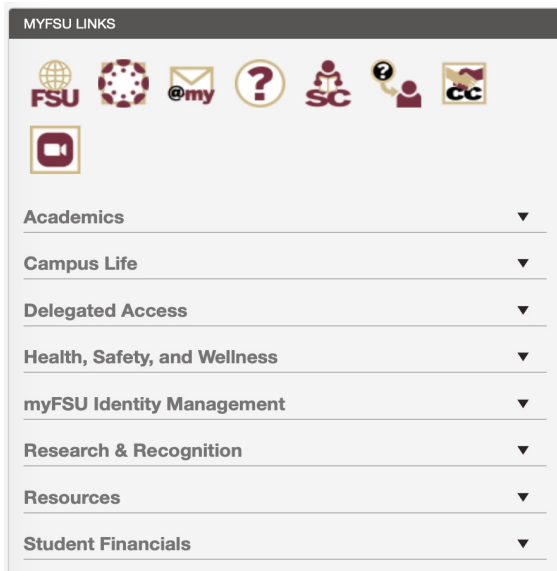 MYFSU LINKS
FSU @my ? SC ? CC
Academics
Campus Life
Delegated Access
Health, Safety, and Wellness
myFSU Identity Management
Research & Recognition
Resources
Student Financials